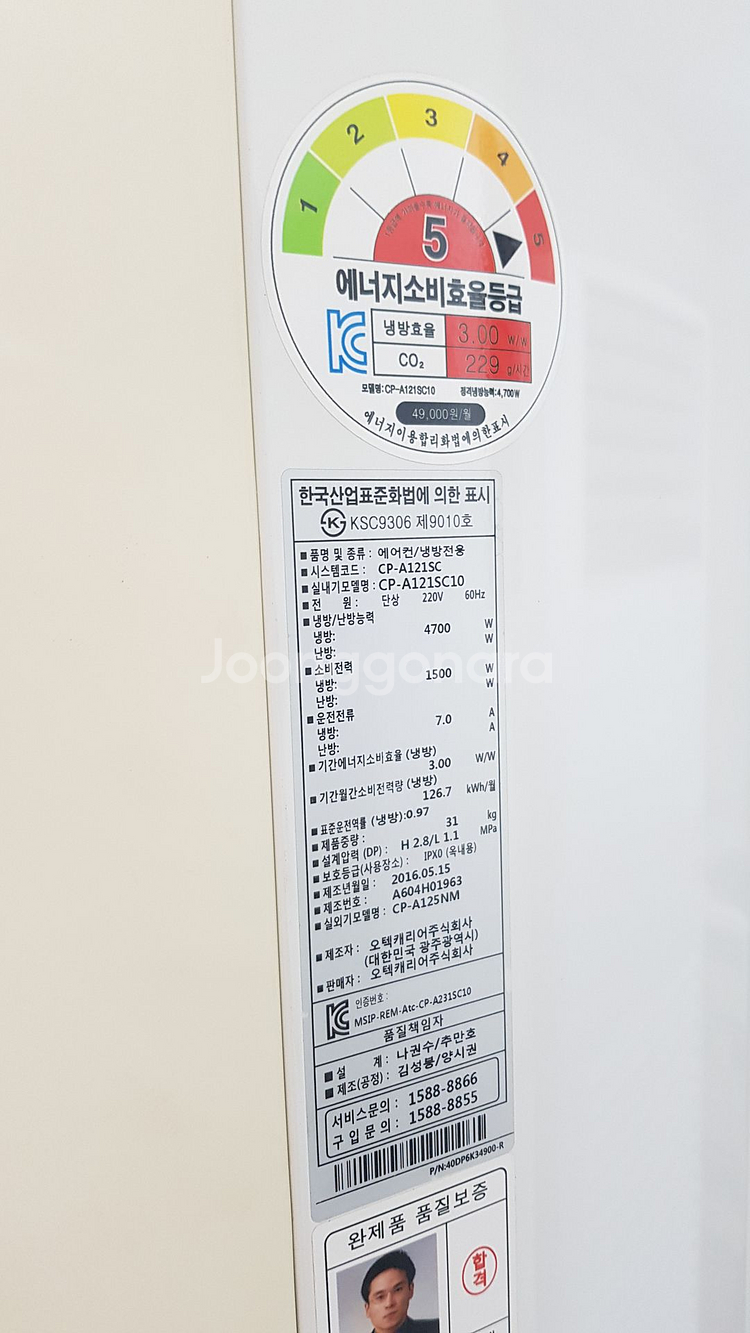 1
2
3
4
5
5
에너지소비효율등급
냉방효율 3.00 W/W
CO₂ 229 g/시간
모델명:CP-A121SC10 정격냉방능력:4,700W
49,000원/월
에너지이용합리화법에의한표시
한국산업표준화법에 의한 표시
KSC9306 제9010호
■ 품명 및 종류 : 에어컨/냉방전용
■ 시스템코드 : CP-A121SC
■ 실내기모델명 : CP-A121SC10
■ 전 원 : 단상 220V 60Hz
■ 냉방/난방능력
냉방: 4700 W
난방: W
■ 소비전력
냉방: 1500 W
난방: W
■ 운전전류
냉방: 7.0 A
난방: A
■ 기간에너지소비효율 (냉방)
3.00 W/W
■ 기간월간소비전력량 (냉방)
126.7 kWh/월
■ 표준운전역률 (냉방):0.97
■ 제품중량 : 31 kg
■ 설계압력 (DP) : H 2.8/L 1.1 MPa
■ 보호등급(사용장소) : IPX0 (옥내용)
■ 제조년월일 : 2016.05.15
■ 제조번호 : A604H01963
■ 실외기모델명 : CP-A125NM
■ 제조자 : 오텍캐리어주식회사
(대한민국 광주광역시)
■ 판매자 : 오텍캐리어주식회사
인증번호 :
MSIP-REM-Atc-CP-A231SC10
품질책임자
■ 설 계 : 나권수/추만호
■ 제조(공정) : 김성봉/양시권
서비스문의 : 1588-8866
구입문의 : 1588-8855
P/N:40DP6K34900-R
완제품 품질보증
합격
Joonggonara